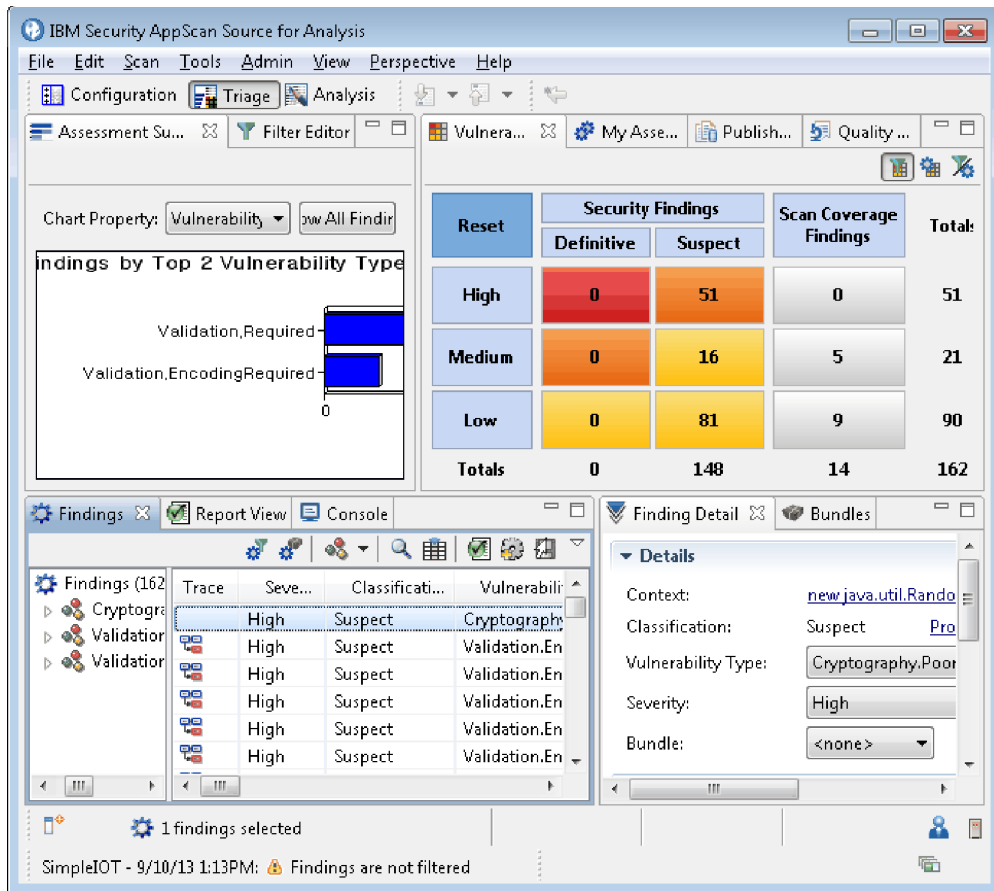 IBM Security AppScan Source for Analysis
File Edit Scan Tools Admin View Perspective Help
Configuration Triage Analysis
Assessment Su... Filter Editor
Chart Property: Vulnerability ow All Findin
indings by Top 2 Vulnerability Type
Validation.Required
Validation.EncodingRequired
0
Vulnera... My Asse... Publish... Quality ...
Reset Security Findings Scan Coverage Findings Totals
Definitive Suspect
High 0 51 0 51
Medium 0 16 5 21
Low 0 81 9 90
Totals 0 148 14 162
Findings Report View Console
Findings (162
Cryptogra
Validation
Validation
Trace Seve... Classificati... Vulnerabili
High Suspect Cryptography
High Suspect Validation.En
High Suspect Validation.En
High Suspect Validation.En
High Suspect Validation.En
High Suspect Validation.En
Finding Detail Bundles
Details
Context: new java.util.Rando
Classification: Suspect Pro
Vulnerability Type: Cryptography.Poor
Severity: High
Bundle: <none>
1 findings selected
SimpleIOT - 9/10/13 1:13PM: Findings are not filtered